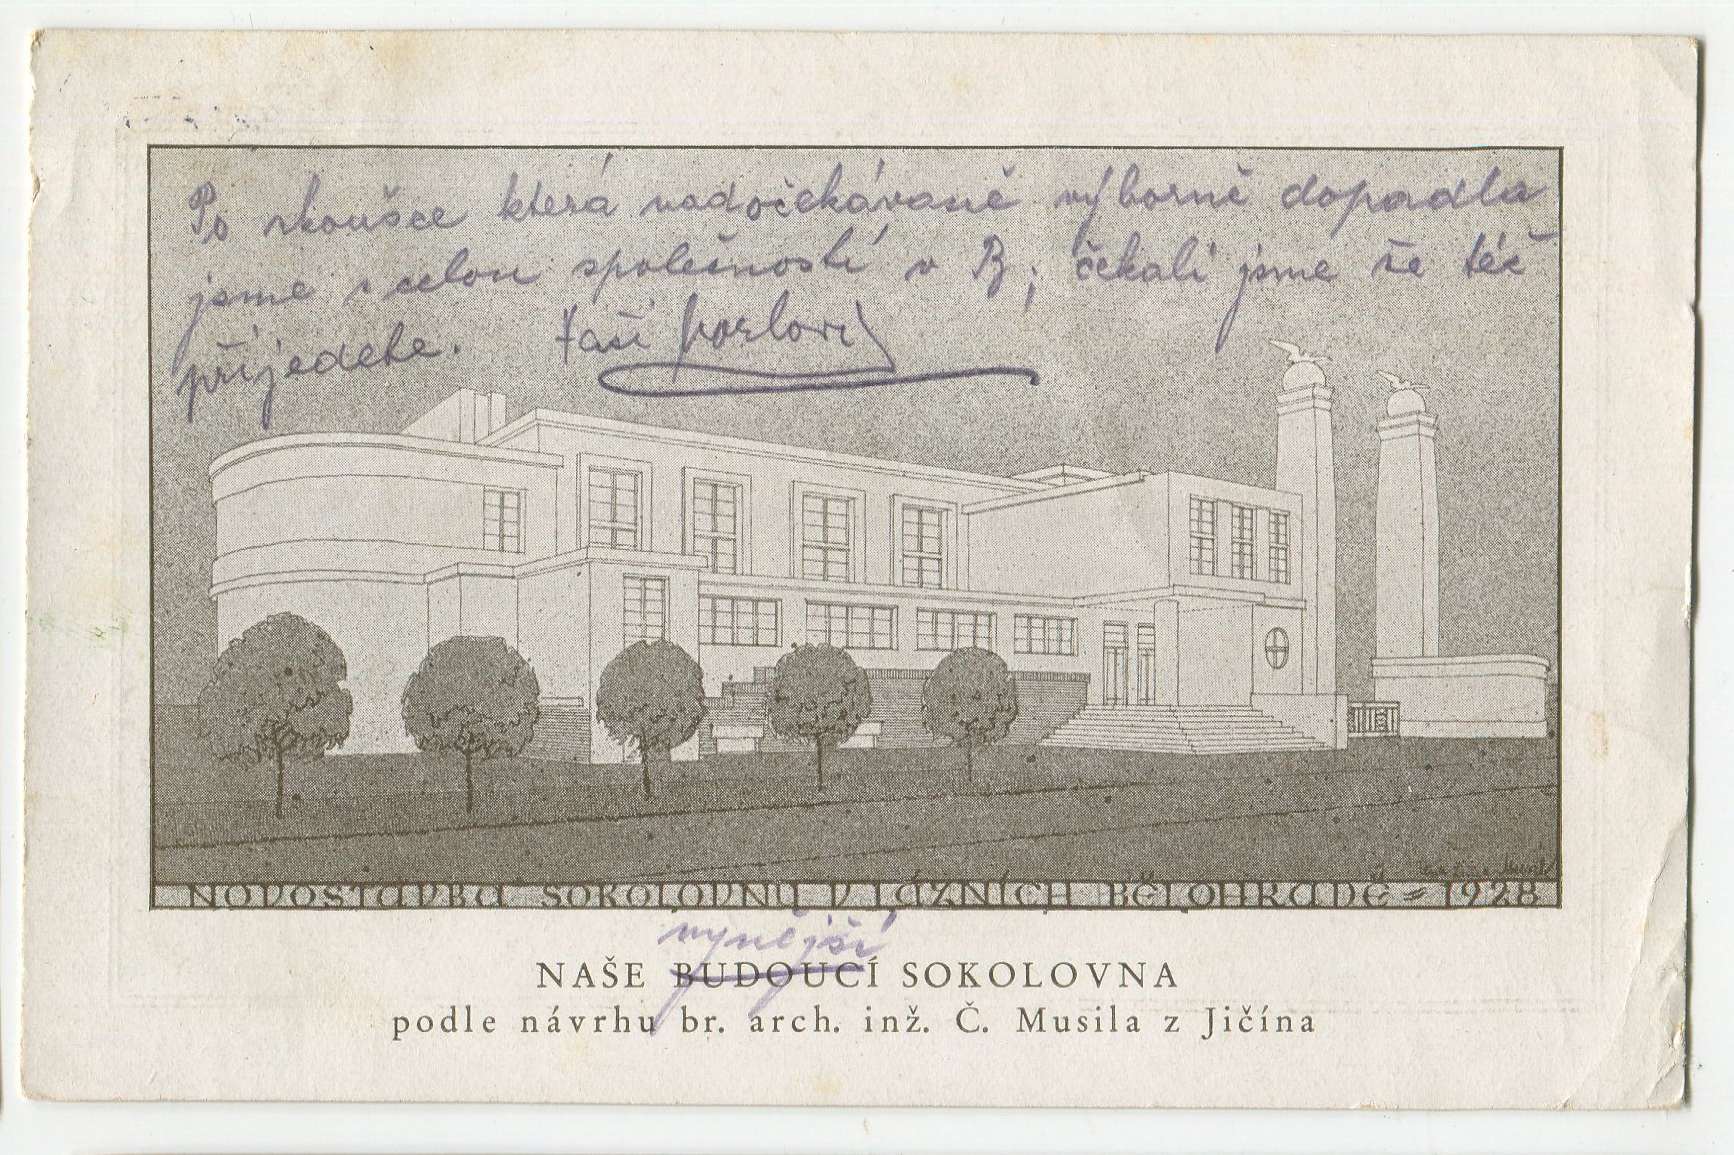 Po zkoušce která nadočekávaně výborně dopadla
jsme s celou společností v B; čekali jsme že též
přijedete. Vaši
NOVOSTAVBA SOKOLOVNY V LÁZNÍCH BĚLOHRADĚ = 1928
nynější
NAŠE BUDOUCÍ SOKOLOVNA
podle návrhu br. arch. inž. Č. Musila z Jičína